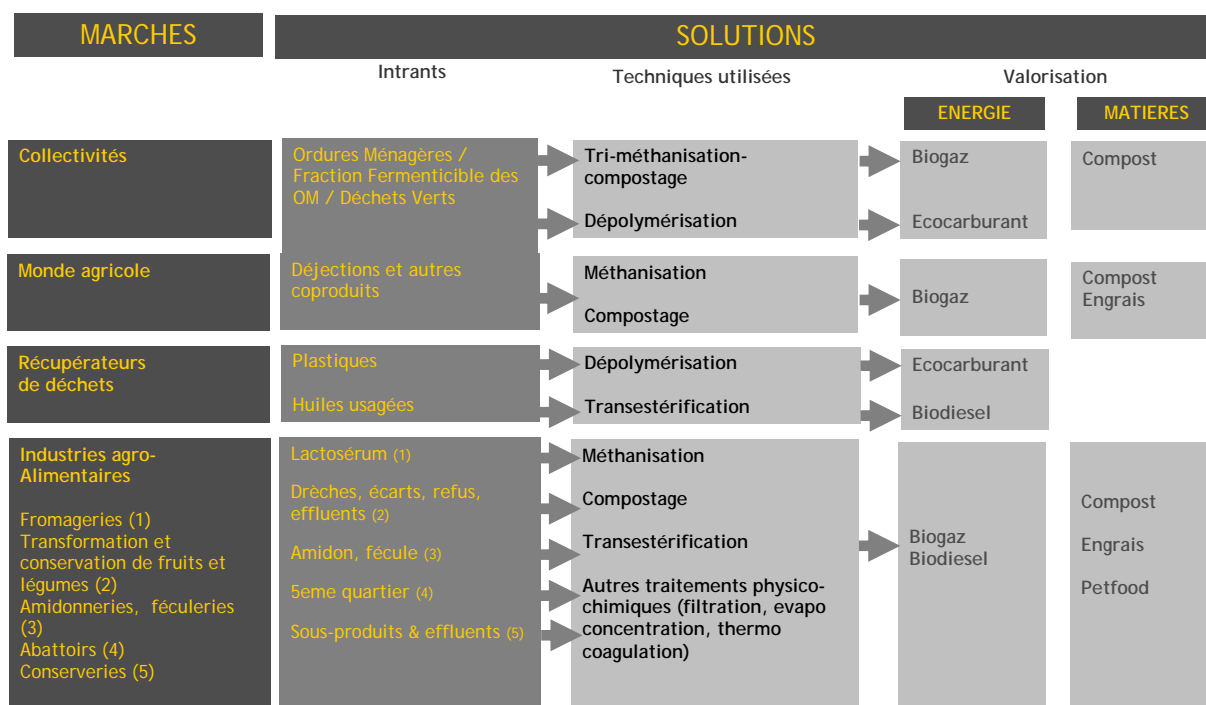 MARCHES
SOLUTIONS
Intrants
Techniques utilisées
Valorisation
ENERGIE
MATIERES
Collectivités
Ordures Ménagères /
Fraction Fermenticible des
OM / Déchets Verts
Tri-méthanisation-
compostage
Dépolymérisation
Biogaz
Ecocarburant
Compost
Monde agricole
Déjections et autres
coproduits
Méthanisation
Compostage
Biogaz
Compost
Engrais
Récupérateurs
de déchets
Plastiques
Huiles usagées
Dépolymérisation
Transestérification
Ecocarburant
Biodiesel
Industries agro-
Alimentaires
Fromageries (1)
Transformation et
conservation de fruits et
légumes (2)
Amidonneries, féculeries
(3)
Abattoirs (4)
Conserveries (5)
Lactosérum (1)
Drèches, écarts, refus,
effluents (2)
Amidon, fécule (3)
5eme quartier (4)
Sous-produits & effluents (5)
Méthanisation
Compostage
Transestérification
Autres traitements physico-
chimiques (filtration, evapo
concentration, thermo
coagulation)
Biogaz
Biodiesel
Compost
Engrais
Petfood